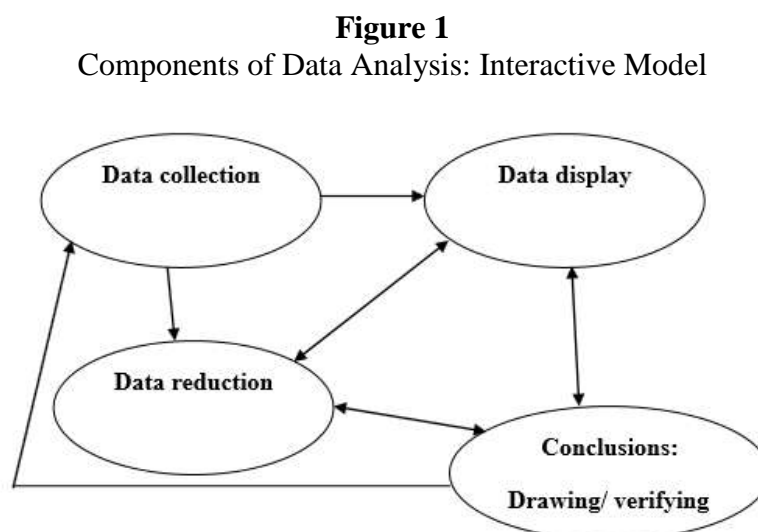 Figure 1
Components of Data Analysis: Interactive Model
Data collection
Data display
Data reduction
Conclusions:
Drawing/ verifying